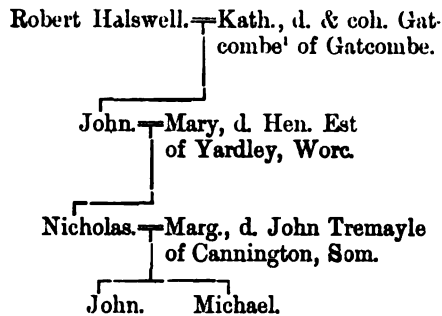 Robert Halswell.=Kath., d. & coh. Gat-
combe¹ of Gatcombe.
John.=Mary, d. Hen. Est
of Yardley, Worc.
Nicholas.=Marg., d. John Tremayle
of Cannington, Som.
John. Michael.